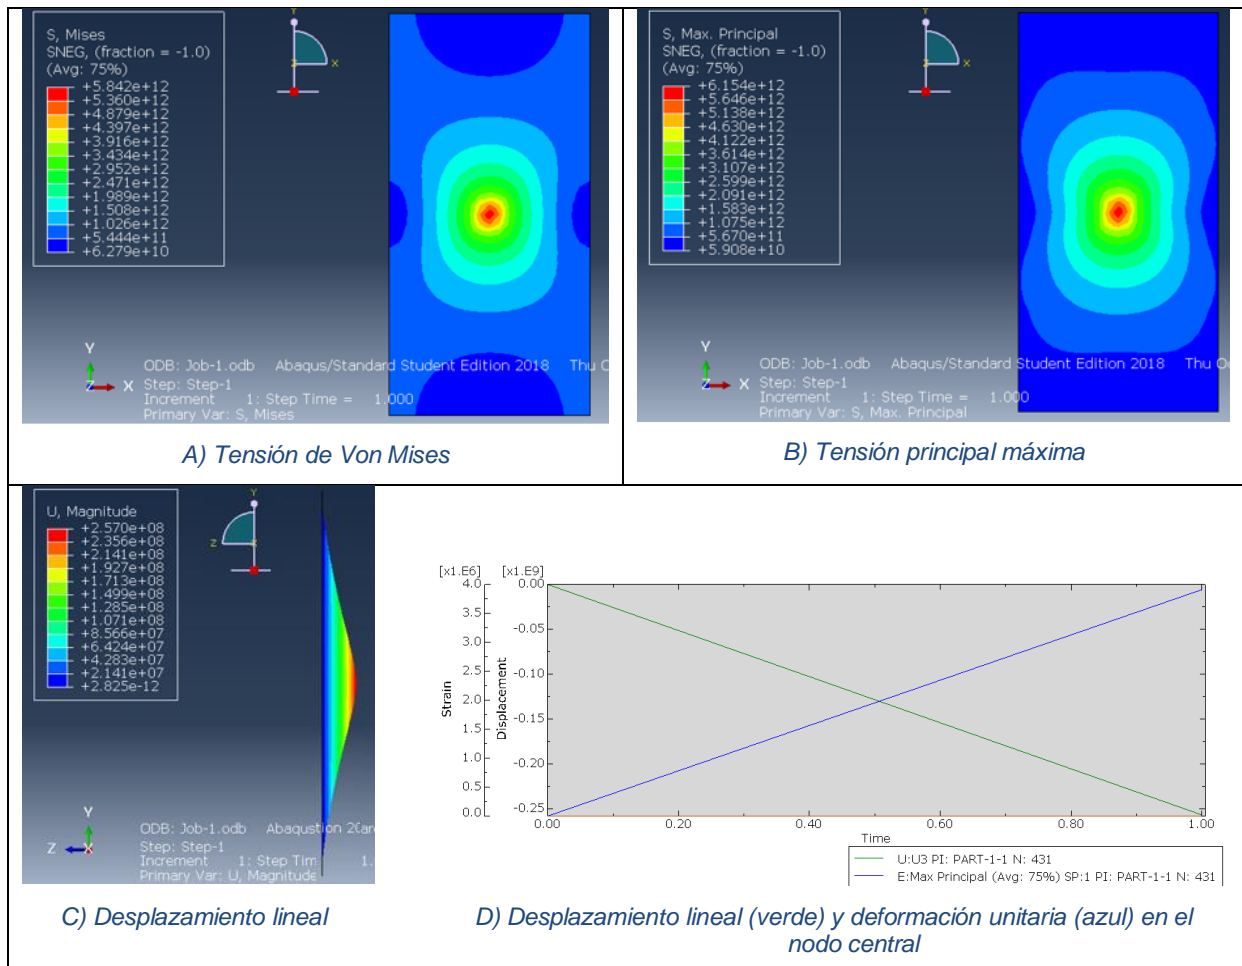 S, Mises
SNEG, (fraction = -1.0)
(Avg: 75%)
+5.842e+12
+5.360e+12
+4.879e+12
+4.397e+12
+3.916e+12
+3.434e+12
+2.952e+12
+2.471e+12
+1.989e+12
+1.508e+12
+1.026e+12
+5.444e+11
+6.279e+10
Y
Z X
Y
Z X
ODB: Job-1.odb Abaqus/Standard Student Edition 2018 Thu O
Step: Step-1
Increment 1: Step Time = 1.000
Primary Var: S, Mises
A) Tensión de Von Mises
S, Max. Principal
SNEG, (fraction = -1.0)
(Avg: 75%)
+6.154e+12
+5.646e+12
+5.138e+12
+4.630e+12
+4.122e+12
+3.614e+12
+3.107e+12
+2.599e+12
+2.091e+12
+1.583e+12
+1.075e+12
+5.670e+11
+5.908e+10
Y
Z X
Y
Z X
ODB: Job-1.odb Abaqus/Standard Student Edition 2018 Thu Oc
Step: Step-1
Increment 1: Step Time = 1.000
Primary Var: S, Max. Principal
B) Tensión principal máxima
U, Magnitude
+2.570e+08
+2.356e+08
+2.141e+08
+1.927e+08
+1.713e+08
+1.499e+08
+1.285e+08
+1.071e+08
+8.566e+07
+6.424e+07
+4.283e+07
+2.141e+07
+2.825e-12
Y
Z
Y
Z X
ODB: Job-1.odb
Step: Step-1
Increment 1: Step Tim 1.
Primary Var: U, Magnitude
C) Desplazamiento lineal
[x1.E6] [x1.E9]
4.0
3.5
3.0
2.5
2.0
1.5
1.0
0.5
0.0
Strain
0.00
-0.05
-0.10
-0.15
-0.20
-0.25
Displacement
0.00 0.20 0.40 0.60 0.80 1.00
Time
U:U3 PI: PART-1-1 N: 431
E:Max Principal (Avg: 75%) SP:1 PI: PART-1-1 N: 431
D) Desplazamiento lineal (verde) y deformación unitaria (azul) en el
nodo central